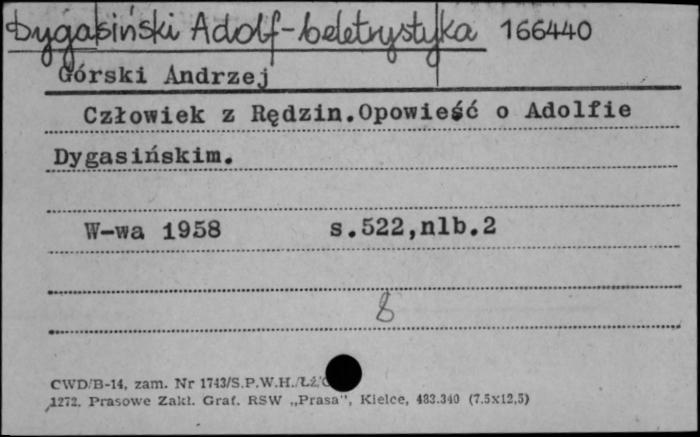 Dygasiński Adolf-beletrystyka 166440
Górski Andrzej
Człowiek z Rędzin.Opowieść o Adolfie
Dygasińskim.
W-wa 1958 s.522,nlb.2
8
CWD/B-14, zam. Nr 1743/S.P.W.H./Łż/
1272. Prasowe Zakł. Graf. RSW „Prasa", Kielce, 483.340 (7.5x12,5)